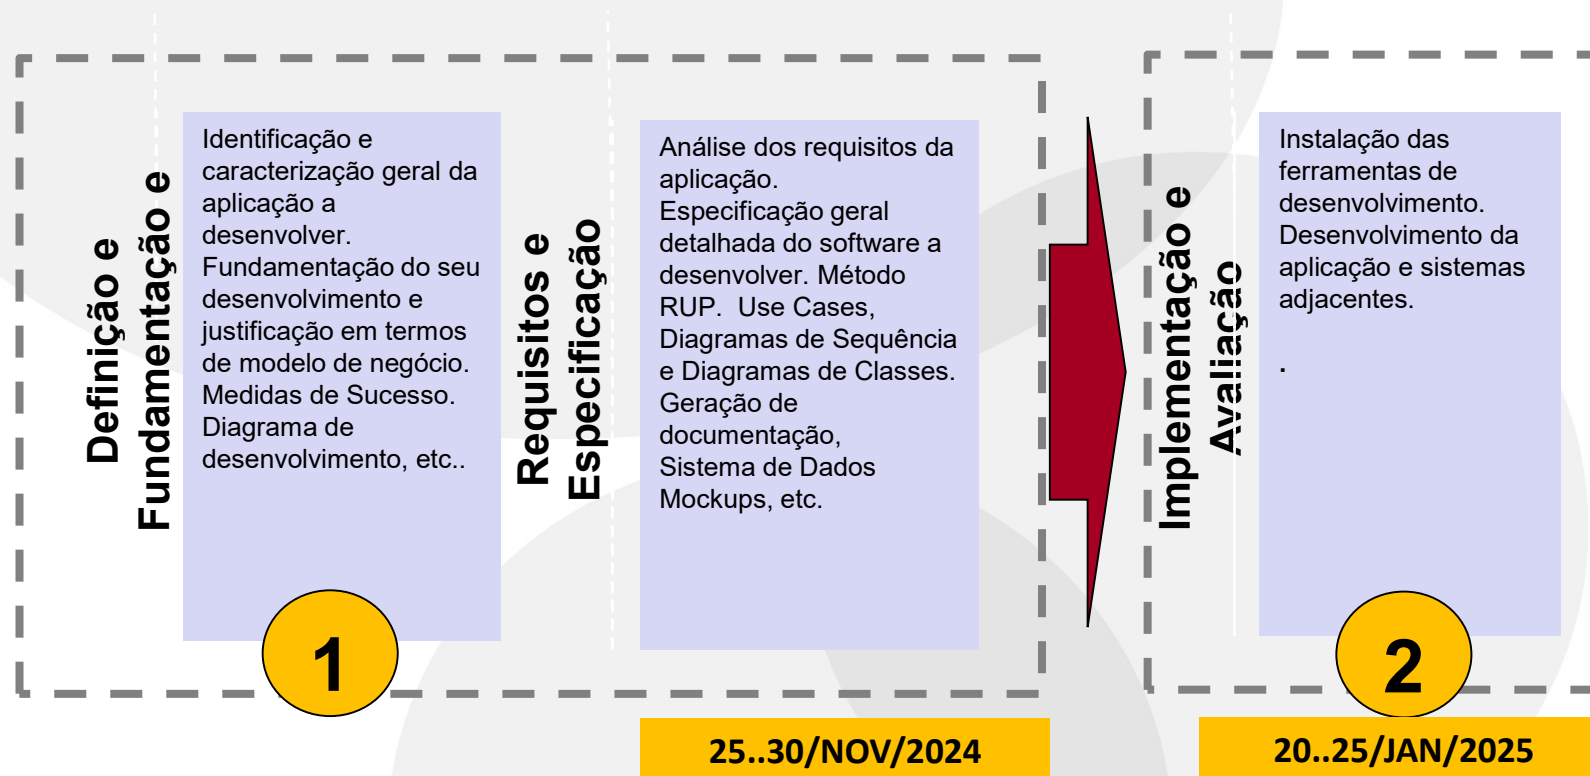 Definição e
Fundamentação e
Identificação e
caracterização geral da
aplicação a
desenvolver.
Fundamentação do seu
desenvolvimento e
justificação em termos
de modelo de negócio.
Medidas de Sucesso.
Diagrama de
desenvolvimento, etc..
1
Requisitos e
Especificação
Análise dos requisitos da
aplicação.
Especificação geral
detalhada do software a
desenvolver. Método
RUP.  Use Cases,
Diagramas de Sequência
e Diagramas de Classes.
Geração de
documentação,
Sistema de Dados
Mockups, etc.
25..30/NOV/2024
Implementação e
Avaliação
Instalação das
ferramentas de
desenvolvimento.
Desenvolvimento da
aplicação e sistemas
adjacentes.
.
2
20..25/JAN/2025